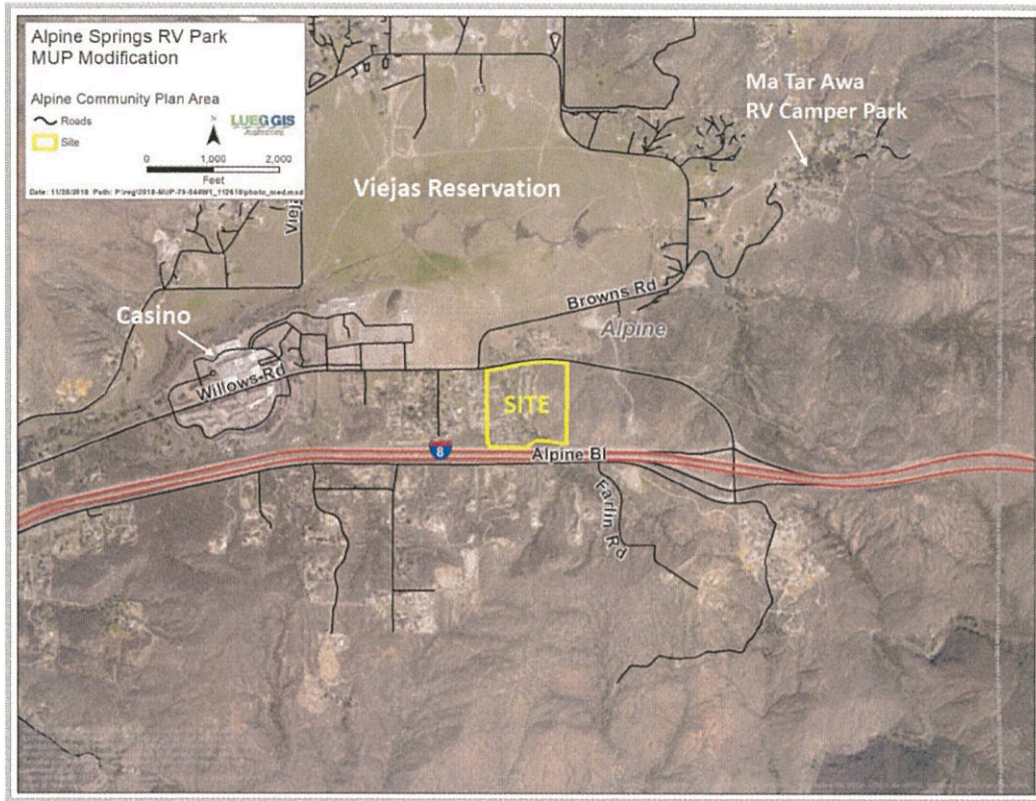 Alpine Springs RV Park
MUP Modification
Alpine Community Plan Area
Roads
Site
N
LUEG GIS
0 1,000 2,000
Feet
Ma Tar Awa
RV Camper Park
Viejas Reservation
Viejas
Casino
Browns Rd
Alpine
Willows Rd
SITE
8
Alpine Bl
Farlin Rd